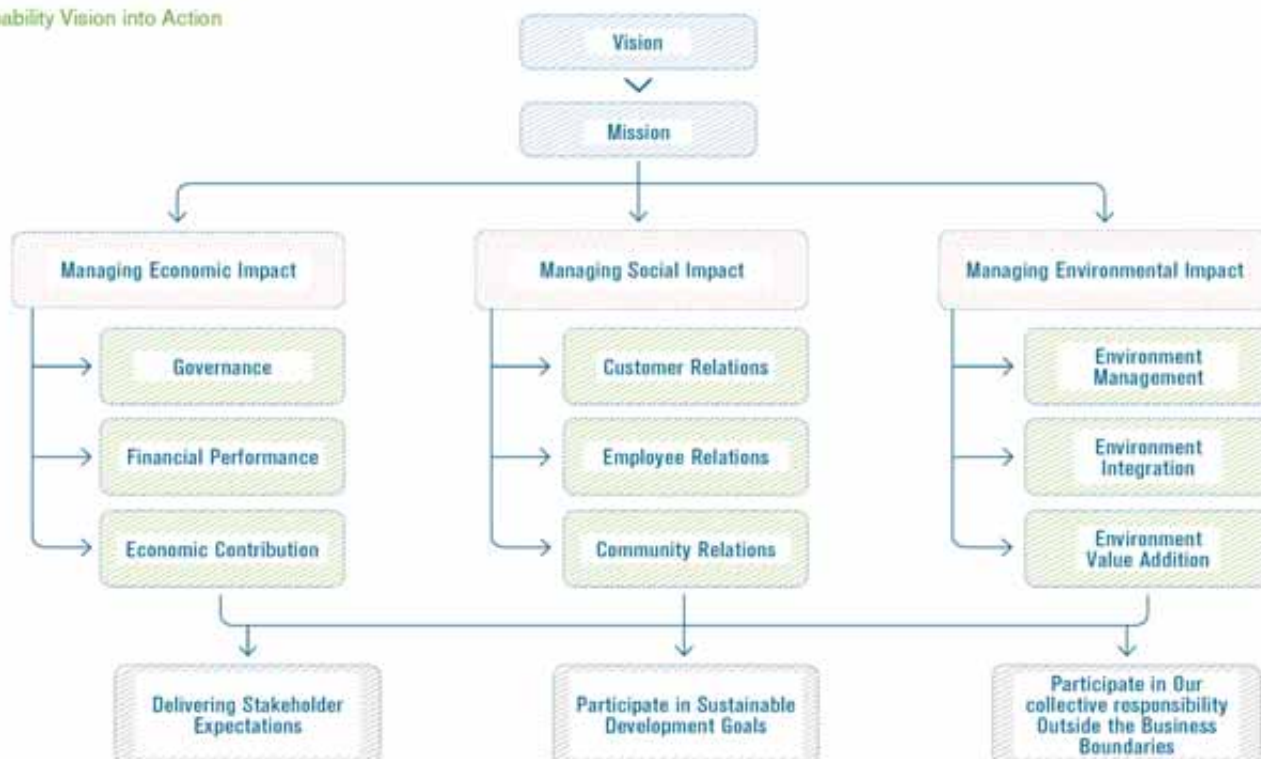 ability Vision into Action
Vision
Mission
Managing Economic Impact
Managing Social Impact
Managing Environmental Impact
Governance
Customer Relations
Environment
Management
Financial Performance
Employee Relations
Environment
Integration
Economic Contribution
Community Relations
Environment
Value Addition
Delivering Stakeholder
Expectations
Participate in Sustainable
Development Goals
Participate in Our
collective responsibility
Outside the Business
Boundaries